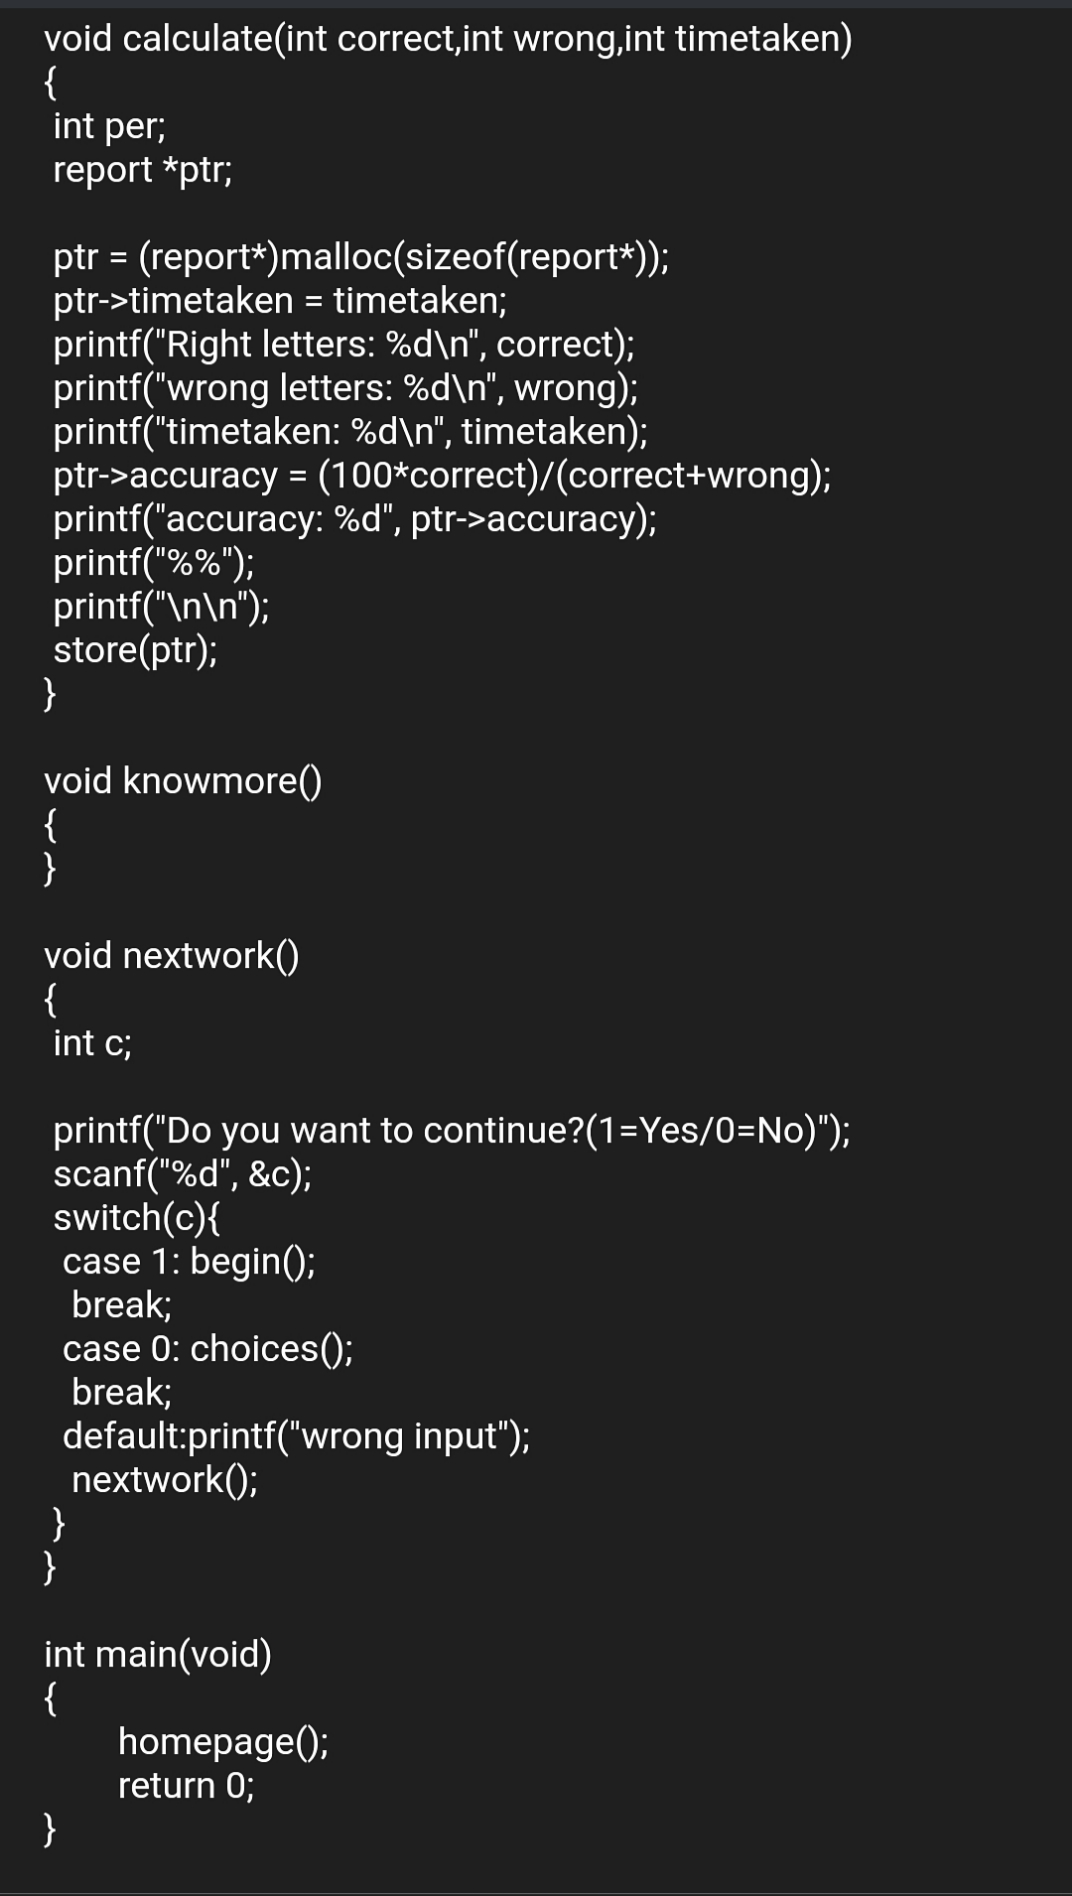 void calculate(int correct,int wrong,int timetaken)
{
int per;
report *ptr;
ptr = (report*)malloc(sizeof(report*));
ptr->timetaken = timetaken;
printf("Right letters: %d\n", correct);
printf("wrong letters: %d\n", wrong);
printf("timetaken: %d\n", timetaken);
ptr->accuracy = (100*correct)/(correct+wrong);
printf("accuracy: %d", ptr->accuracy);
printf("%%");
printf("\n\n");
store(ptr);
}
void knowmore()
{
}
void nextwork()
{
int c;
printf("Do you want to continue?(1=Yes/0=No)");
scanf("%d", &c);
switch(c){
case 1: begin();
break;
case 0: choices();
break;
default:printf("wrong input");
nextwork();
}
}
int main(void)
{
homepage();
return 0;
}